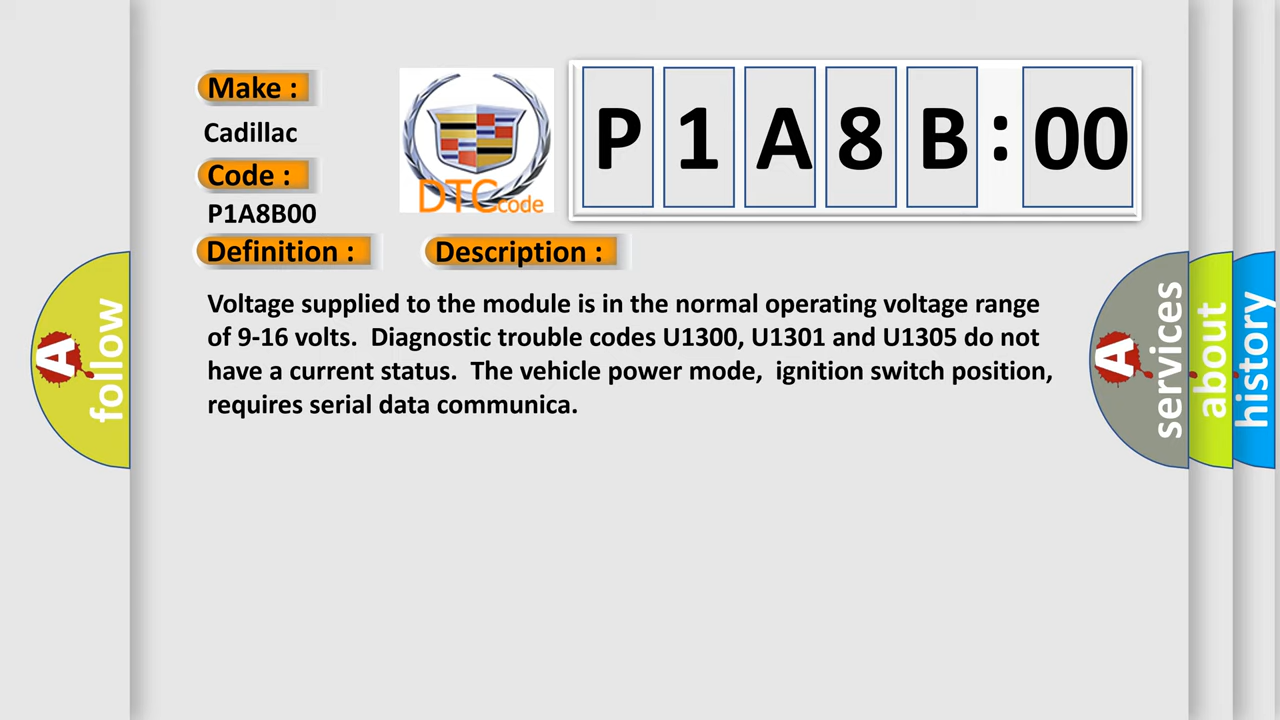 Make :
Cadillac
Code :
P1A8B00
Definition :
Description :
DTC code
P1A8B:00
Voltage supplied to the module is in the normal operating voltage range
of 9-16 volts  Diagnostic trouble codes U1300, U1301 and U1305 do not
have a current status  The vehicle power mode,  ignition switch position,
requires serial data communica.
A follow
A services
about
history